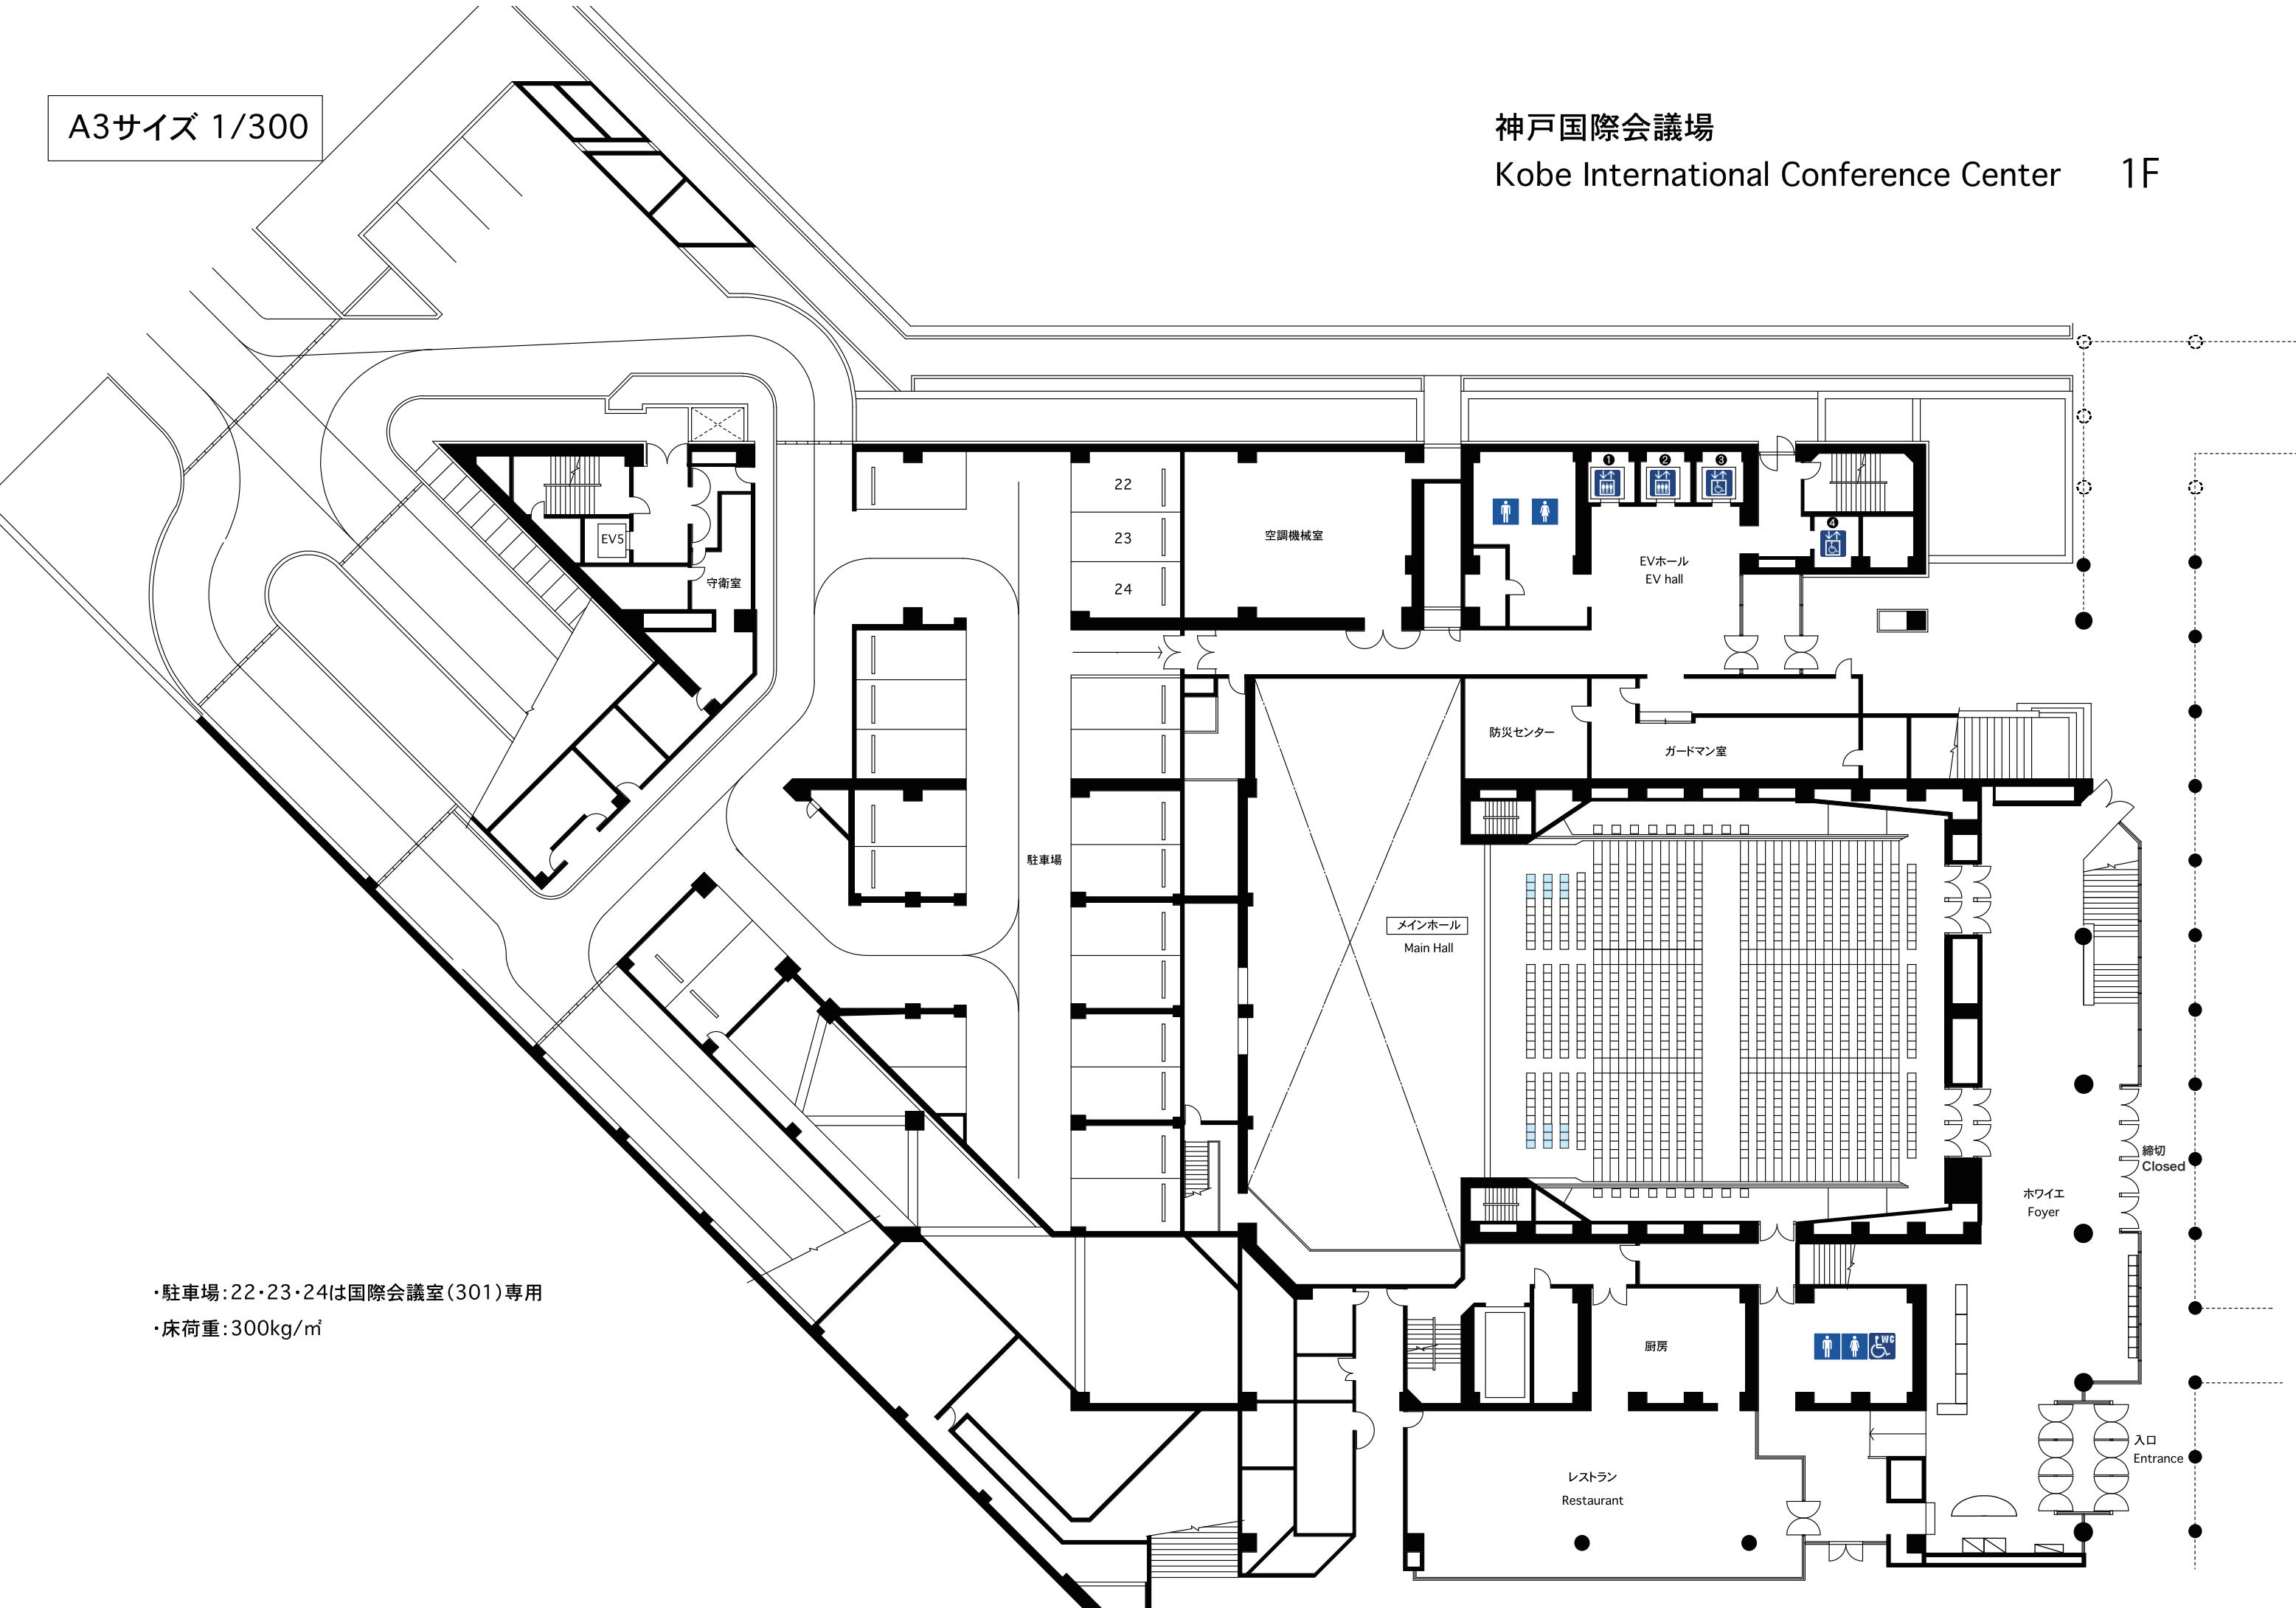 A3サイズ 1/300
神戸国際会議場
Kobe International Conference Center 1F
❶
❷
❸
22
EV5
23
空調機械室
❹
EVホール
EV hall
守衛室
24
防災センター
ガードマン室
駐車場
メインホール
Main Hall
締切
Closed
ホワイエ
Foyer
・駐車場:22・23・24は国際会議室(301)専用
・床荷重:300kg/㎡
厨房
WC
入口
Entrance
レストラン
Restaurant